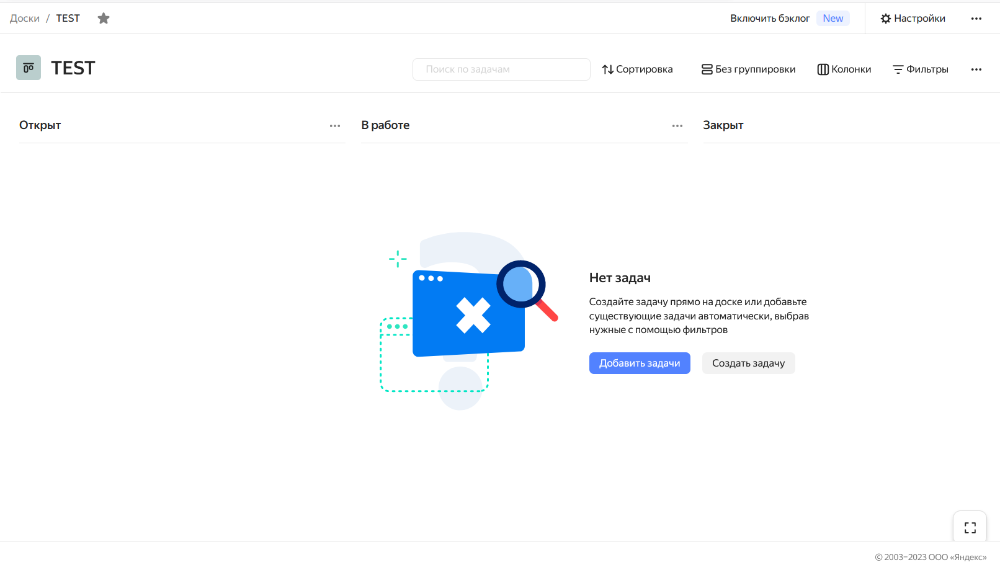 Доски / TEST
Включить бэклог New
Настройки
TEST
Поиск по задачам
Сортировка
Без группировки
Колонки
Фильтры
Открыт
В работе
Закрыт
Нет задач
Создайте задачу прямо на доске или добавьте
существующие задачи автоматически, выбрав
нужные с помощью фильтров
Добавить задачи
Создать задачу
© 2003–2023 ООО «Яндекс»